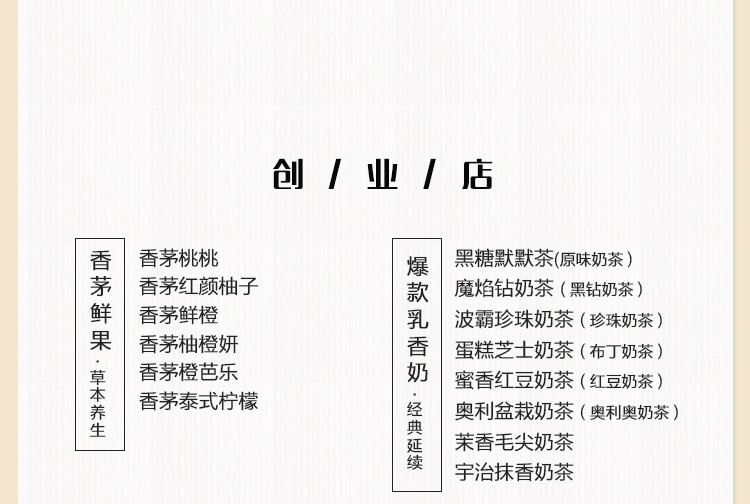 创/业/店
香茅鲜果·草本养生
香茅桃桃
香茅红颜柚子
香茅鲜橙
香茅柚橙妍
香茅橙芭乐
香茅泰式柠檬
爆款乳香奶·经典延续
黑糖默默茶(原味奶茶）
魔焰钻奶茶（黑钻奶茶）
波霸珍珠奶茶（珍珠奶茶）
蛋糕芝士奶茶（布丁奶茶）
蜜香红豆奶茶（红豆奶茶）
奥利盆栽奶茶（奥利奥奶茶）
茉香毛尖奶茶
宇治抹香奶茶